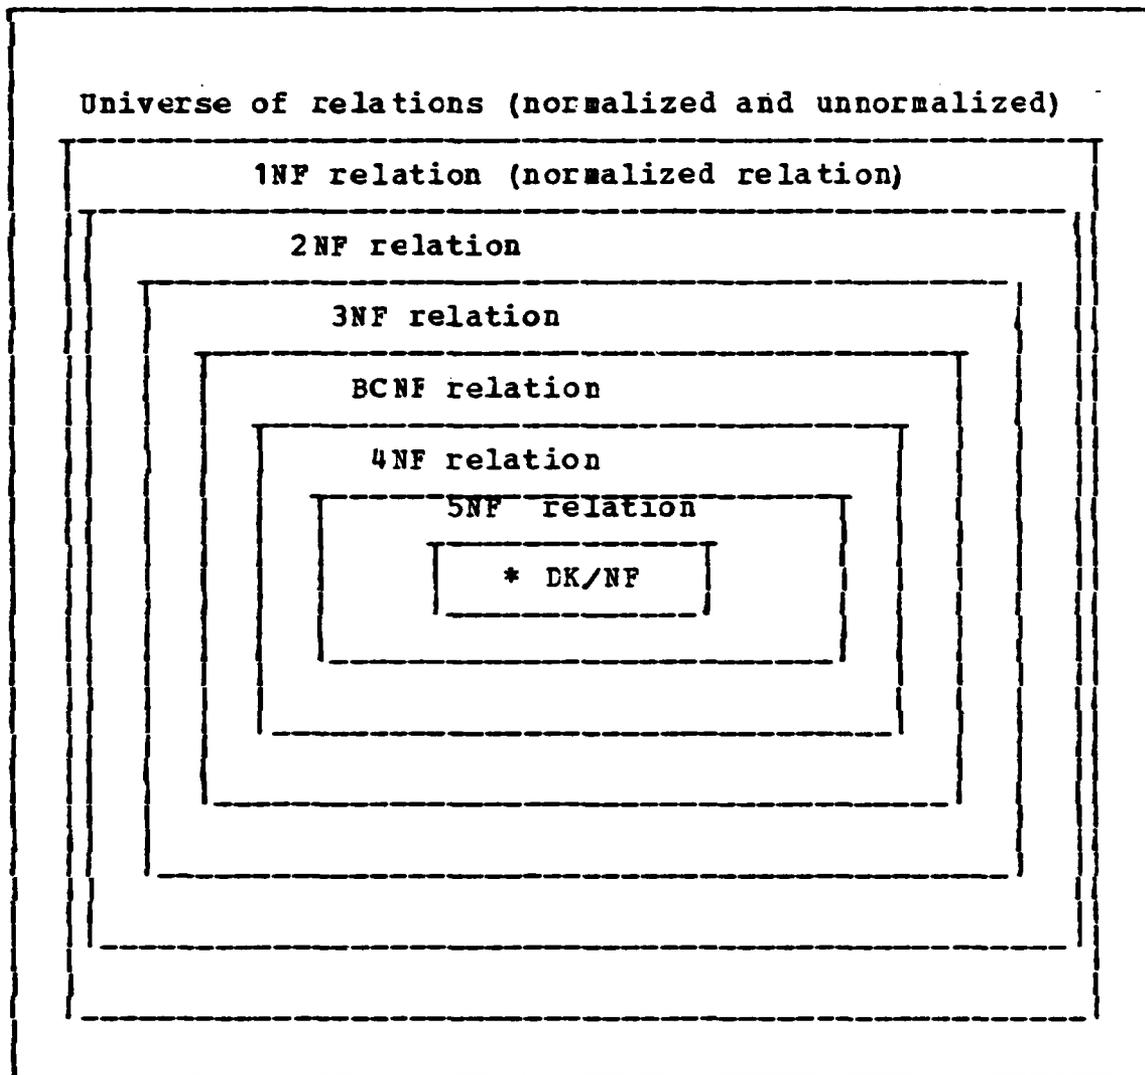 Universe of relations (normalized and unnormalized)
1NF relation (normalized relation)
2NF relation
3NF relation
BCNF relation
4NF relation
5NF relation
* DK/NF